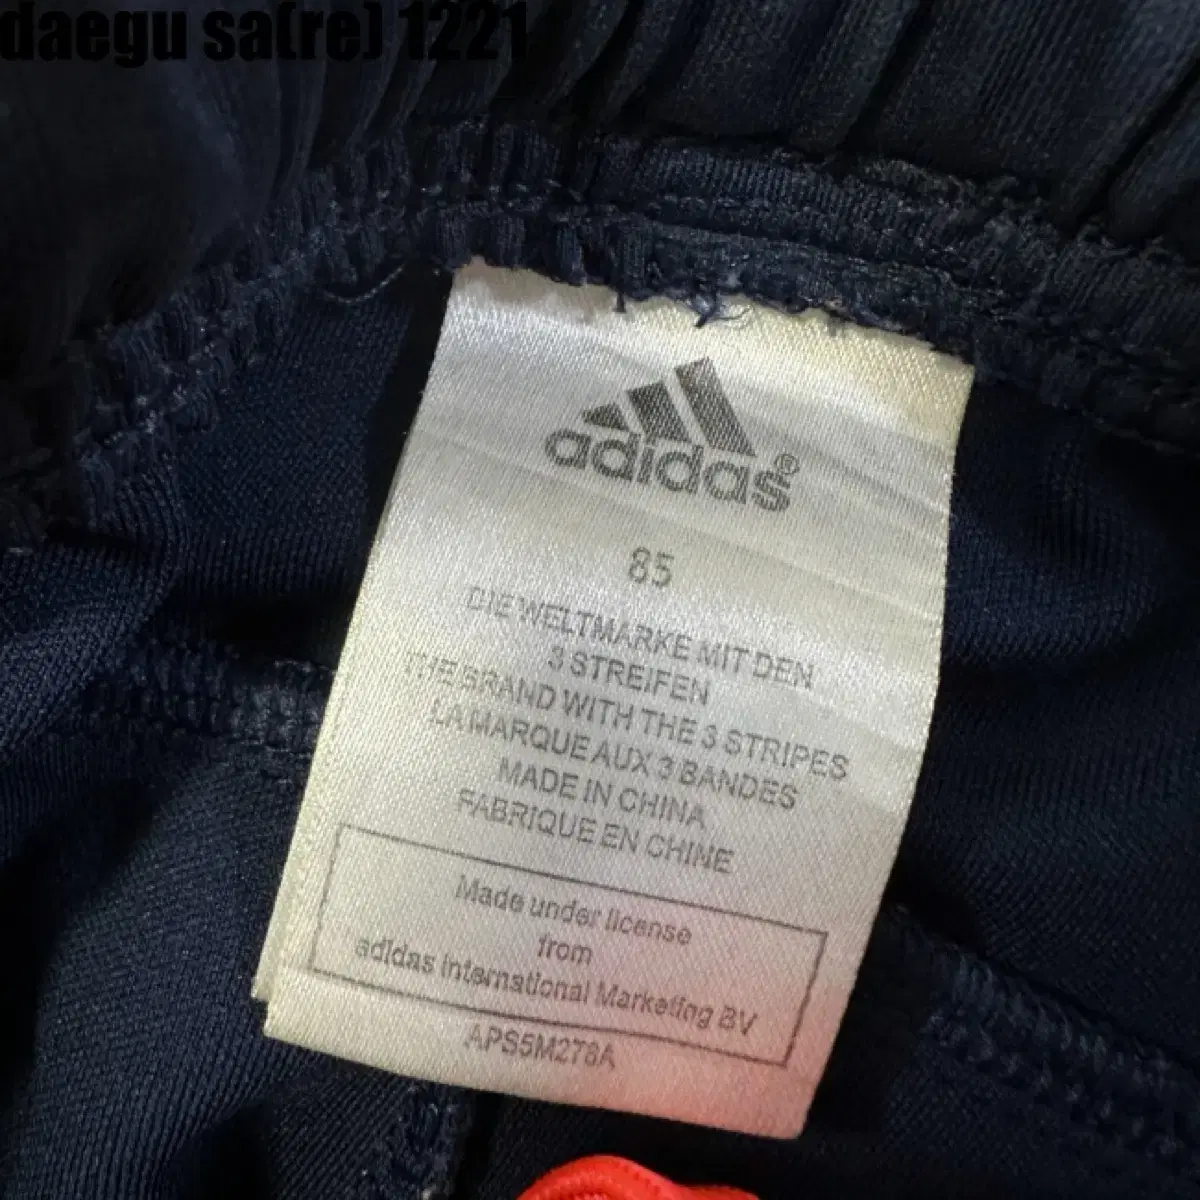 daegu sa(re) 1221
adidas®
85
DIE WELTMARKE MIT DEN
3 STREIFEN
THE BRAND WITH THE 3 STRIPES
LA MARQUE AUX 3 BANDES
MADE IN CHINA
FABRIQUE EN CHINE
Made under license
from
adidas international Marketing BV
APS5M278A